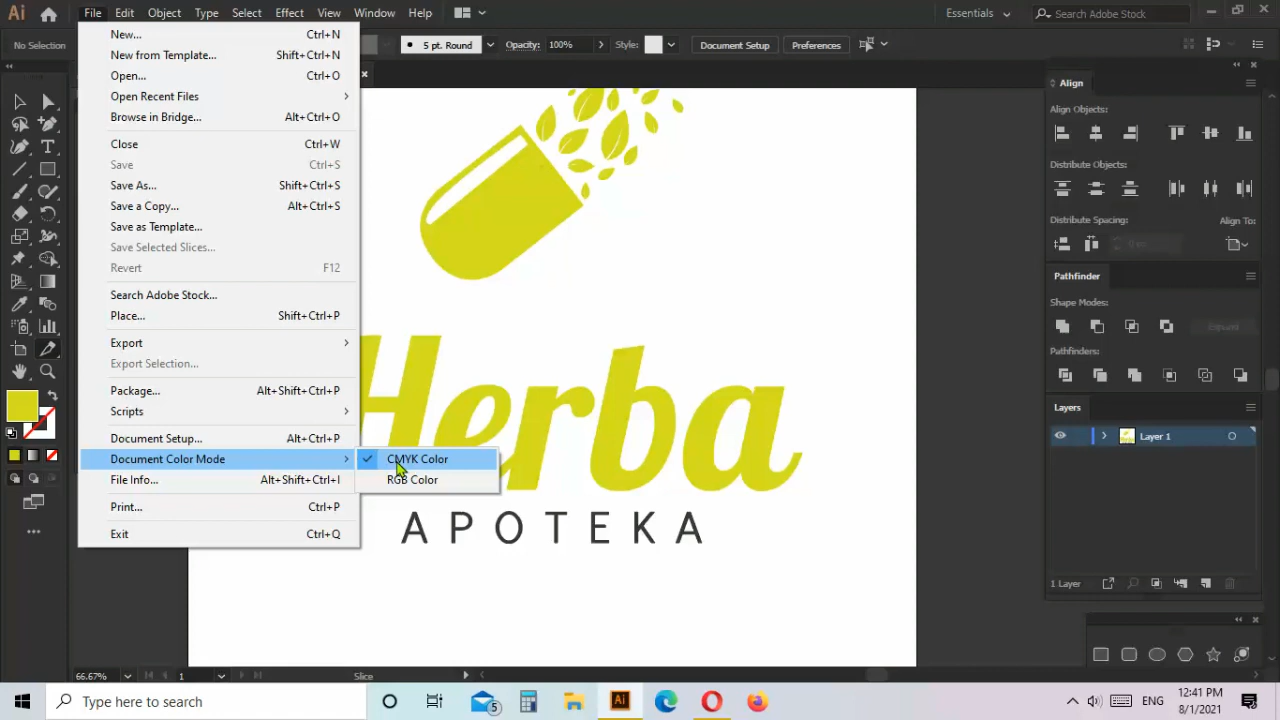 Ai File Edit Object Type Select Effect View Window Help Essentials Search Adobe Stock
No Selection 5 pt. Round Opacity: 100% Style: Document Setup Preferences
New... Ctrl+N
New from Template... Shift+Ctrl+N
Open... Ctrl+O
Open Recent Files
Browse in Bridge... Alt+Ctrl+O
Close Ctrl+W
Save Ctrl+S
Save As... Shift+Ctrl+S
Save a Copy... Alt+Ctrl+S
Save as Template...
Save Selected Slices...
Revert F12
Search Adobe Stock...
Place... Shift+Ctrl+P
Export
Export Selection...
Package... Alt+Shift+Ctrl+P
Scripts
Document Setup... Alt+Ctrl+P
Document Color Mode
File Info... Alt+Shift+Ctrl+I
Print... Ctrl+P
Exit Ctrl+Q
CMYK Color
RGB Color
Herba
APOTEKA
Align
Align Objects:
Distribute Objects:
Distribute Spacing: Align To:
0 px
Pathfinder
Shape Modes:
Expand
Pathfinders:
Layers
Layer 1
1 Layer
66.67% 1 Slice
Type here to search 5 Ai ENG 5:41 PM
8/1/2021